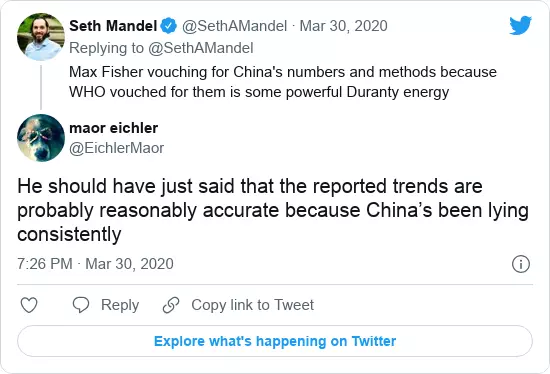 Seth Mandel @SethAMandel · Mar 30, 2020
Replying to @SethAMandel
Max Fisher vouching for China's numbers and methods because
WHO vouched for them is some powerful Duranty energy
maor eichler
@EichlerMaor
He should have just said that the reported trends are
probably reasonably accurate because China’s been lying
consistently
7:26 PM · Mar 30, 2020
Reply
Copy link to Tweet
Explore what's happening on Twitter